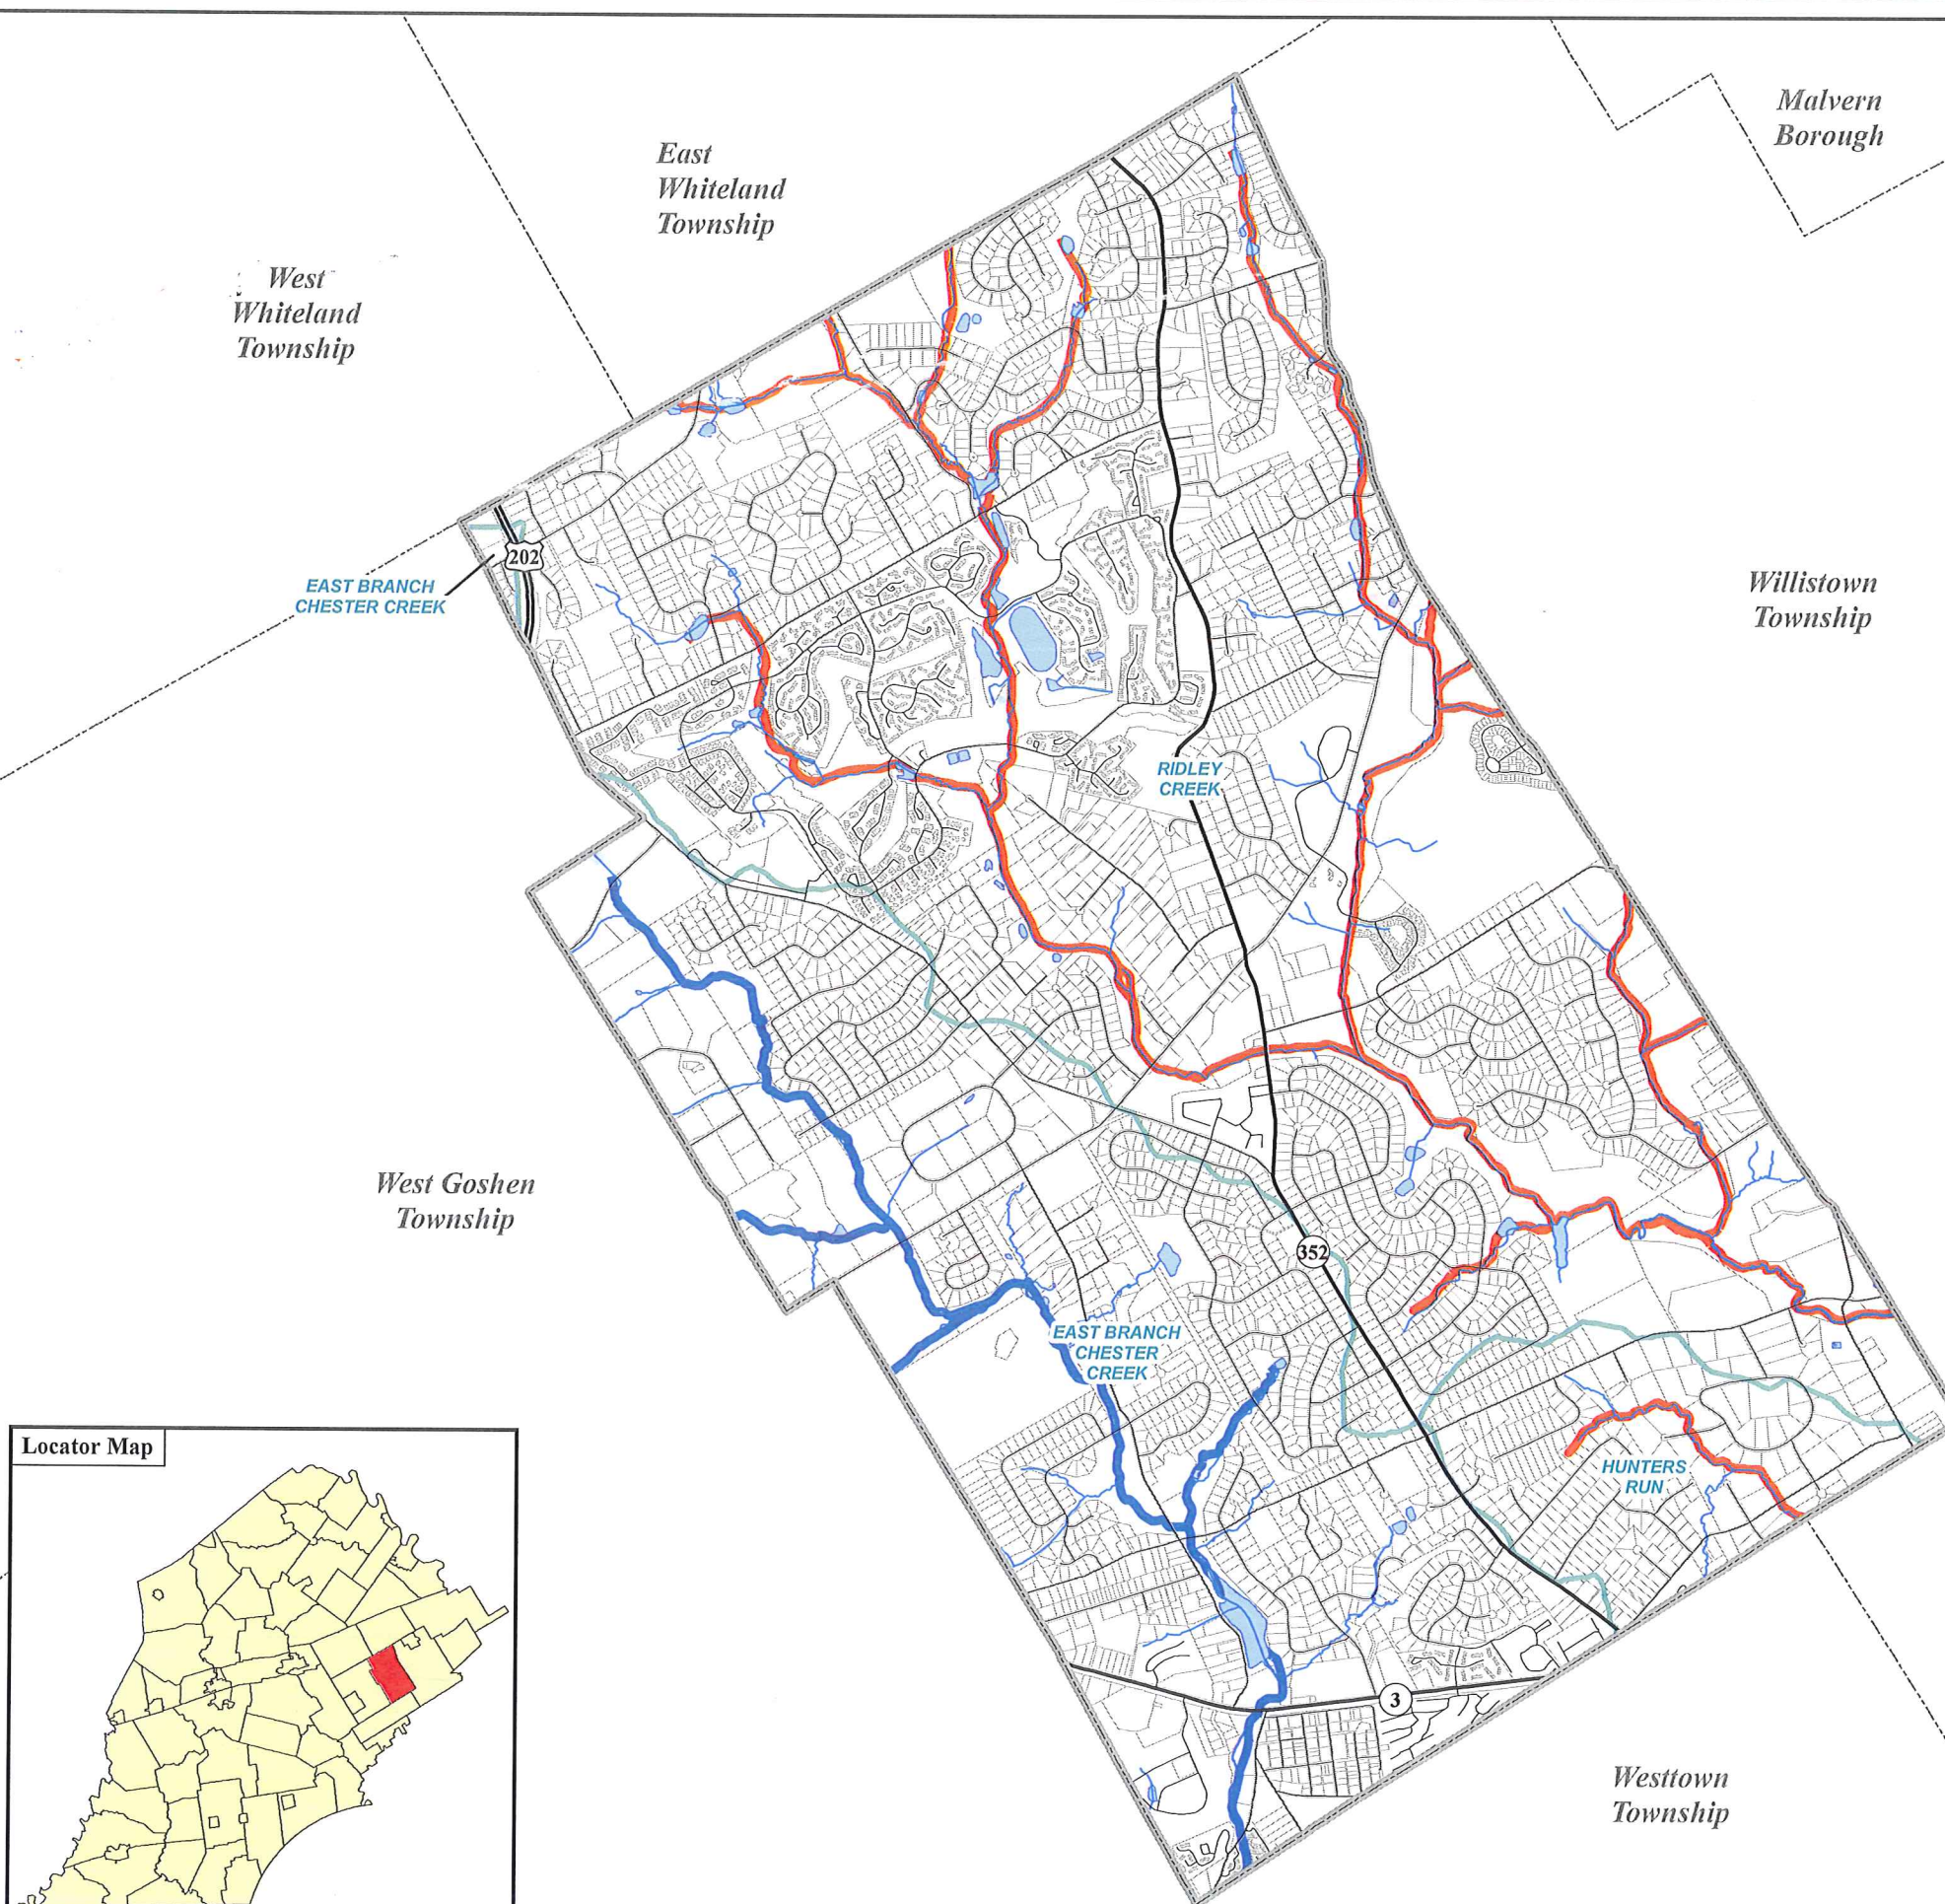 Malvern
Borough
East
Whiteland
Township
West
Whiteland
Township
202
EAST BRANCH
CHESTER CREEK
Willistown
Township
RIDLEY
CREEK
West Goshen
Township
352
EAST BRANCH
CHESTER
CREEK
Locator Map
HUNTERS
RUN
3
Westtown
Township